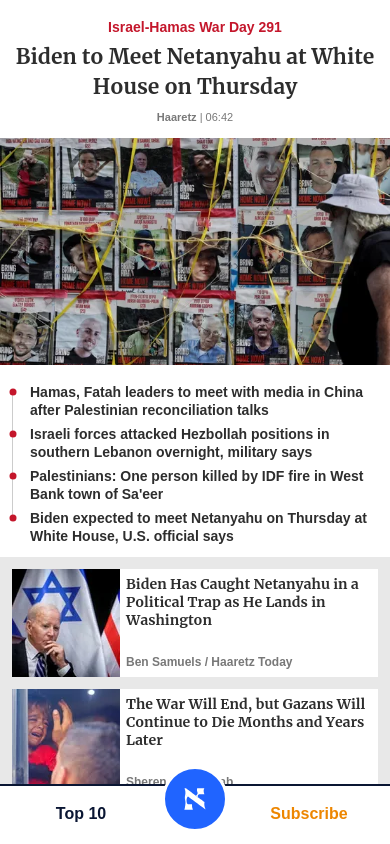 Israel-Hamas War Day 291
Biden to Meet Netanyahu at White
House on Thursday
Haaretz | 06:42
Hamas, Fatah leaders to meet with media in China
after Palestinian reconciliation talks
Israeli forces attacked Hezbollah positions in
southern Lebanon overnight, military says
Palestinians: One person killed by IDF fire in West
Bank town of Sa'eer
Biden expected to meet Netanyahu on Thursday at
White House, U.S. official says
Biden Has Caught Netanyahu in a
Political Trap as He Lands in
Washington
Ben Samuels / Haaretz Today
The War Will End, but Gazans Will
Continue to Die Months and Years
Later
Top 10
Subscribe